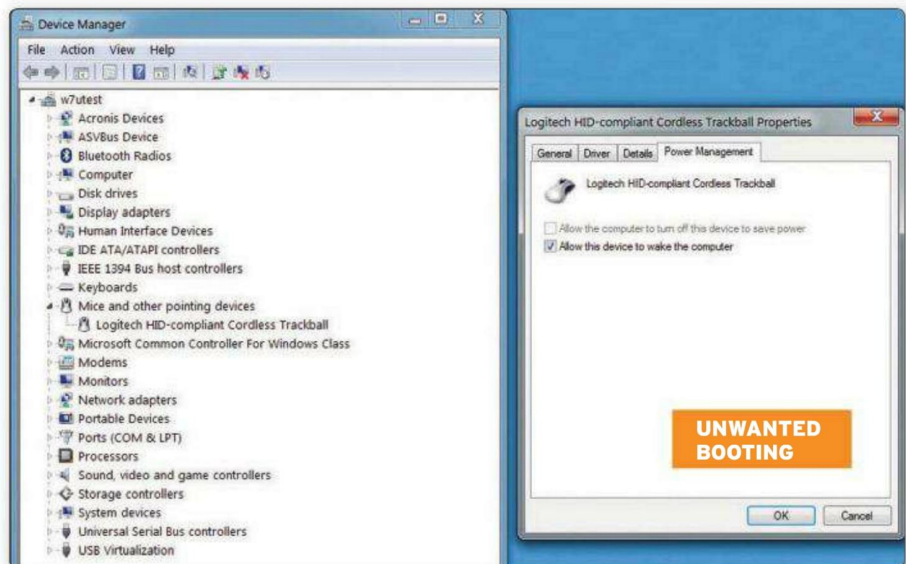 Device Manager
File Action View Help
w7utest
Acronis Devices
ASVBus Device
Bluetooth Radios
Computer
Disk drives
Display adapters
Human Interface Devices
IDE ATA/ATAPI controllers
IEEE 1394 Bus host controllers
Keyboards
Mice and other pointing devices
Logitech HID-compliant Cordless Trackball
Microsoft Common Controller For Windows Class
Modems
Monitors
Network adapters
Portable Devices
Ports (COM & LPT)
Processors
Sound, video and game controllers
Storage controllers
System devices
Universal Serial Bus controllers
USB Virtualization
Logitech HID-compliant Cordless Trackball Properties
General Driver Details Power Management
Logitech HID-compliant Cordless Trackball
Allow the computer to turn off this device to save power
Allow this device to wake the computer
UNWANTED
BOOTING
OK Cancel